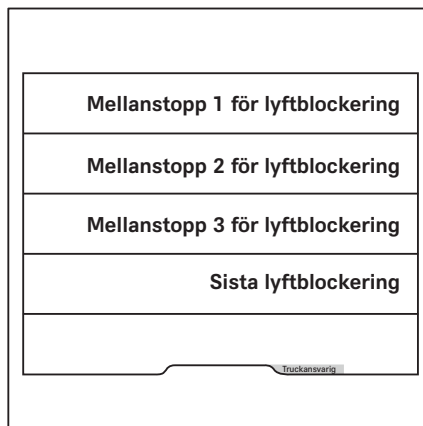 Mellanstopp 1 för lyftblockering
Mellanstopp 2 för lyftblockering
Mellanstopp 3 för lyftblockering
Sista lyftblockering
Truckansvarig